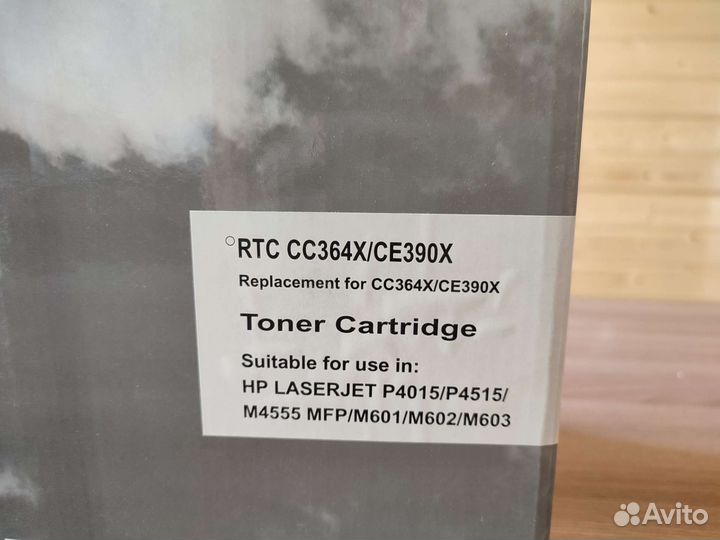 RTC CC364X/CE390X
Replacement for CC364X/CE390X
Toner Cartridge
Suitable for use in:
HP LASERJET P4015/P4515/
M4555 MFP/M601/M602/M603
Avito